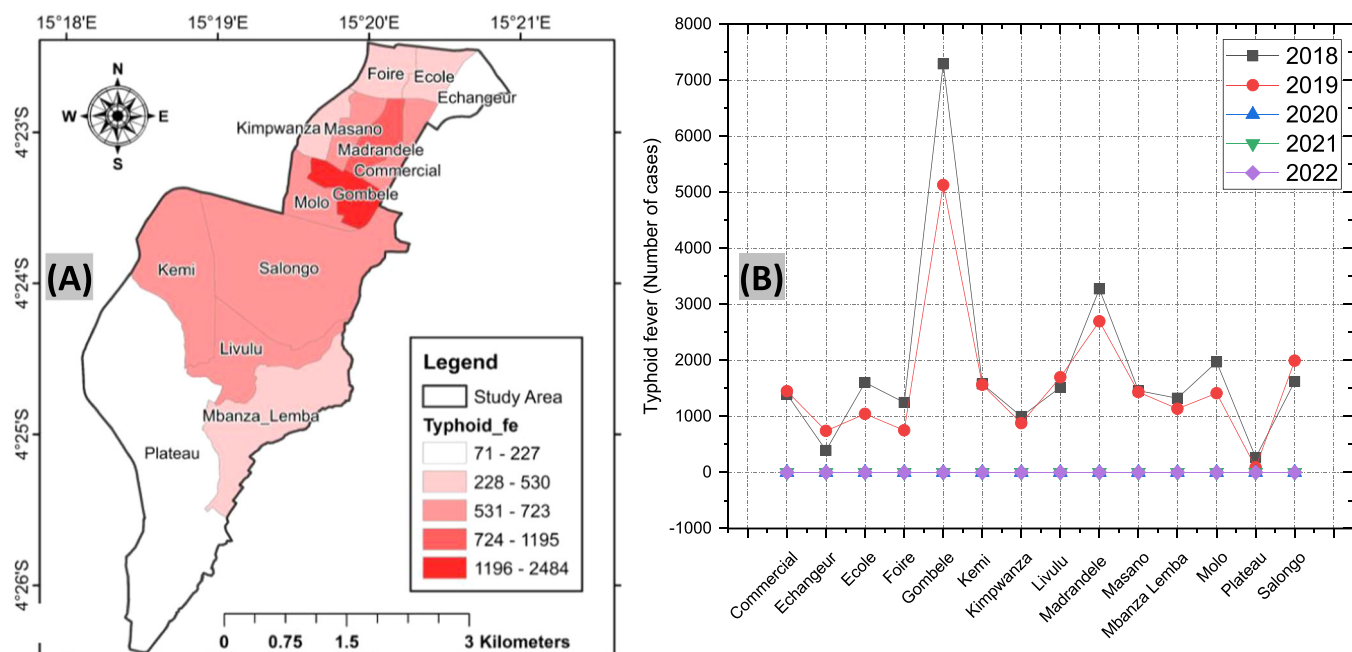 15°18'E 15°19'E 15°20'E 15°21'E
4°23'S
4°24'S
4°25'S
4°26'S
N
W E
S
(A)
Foire
Ecole
Echangeur
Kimpwanza
Masano
Madrandele
Commercial
Gombele
Molo
Kemi
Salongo
Livulu
Mbanza_Lemba
Plateau
Legend
Study Area
Typhoid_fe
71 - 227
228 - 530
531 - 723
724 - 1195
1196 - 2484
0 0.75 1.5 3 Kilometers
(B)
Typhoid fever (Number of cases)
8000
7000
6000
5000
4000
3000
2000
1000
0
-1000
2018
2019
2020
2021
2022
Commercial
Echangeur
Ecole
Foire
Gombele
Kemi
Kimpwanza
Livulu
Madrandele
Masano
Mbanza Lemba
Molo
Plateau
Salongo